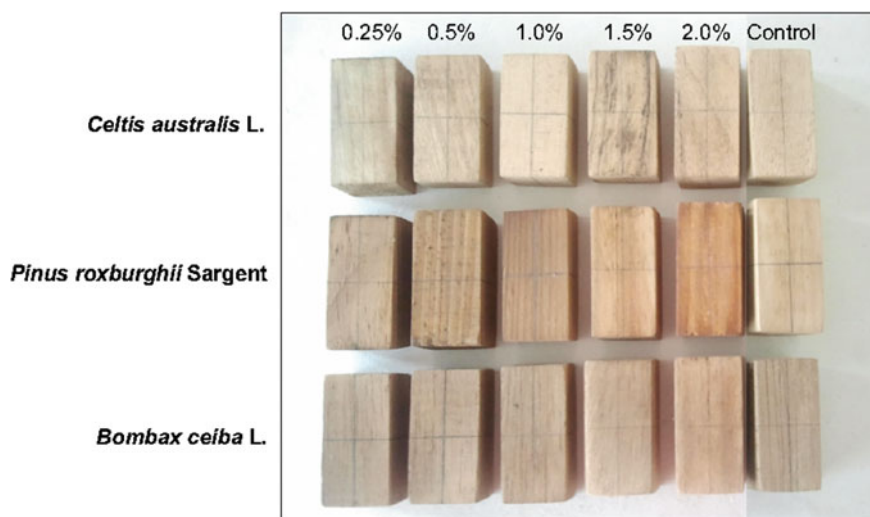 0.25% 0.5% 1.0% 1.5% 2.0% Control
Celtis australis L.
Pinus roxburghii Sargent
Bombax ceiba L.